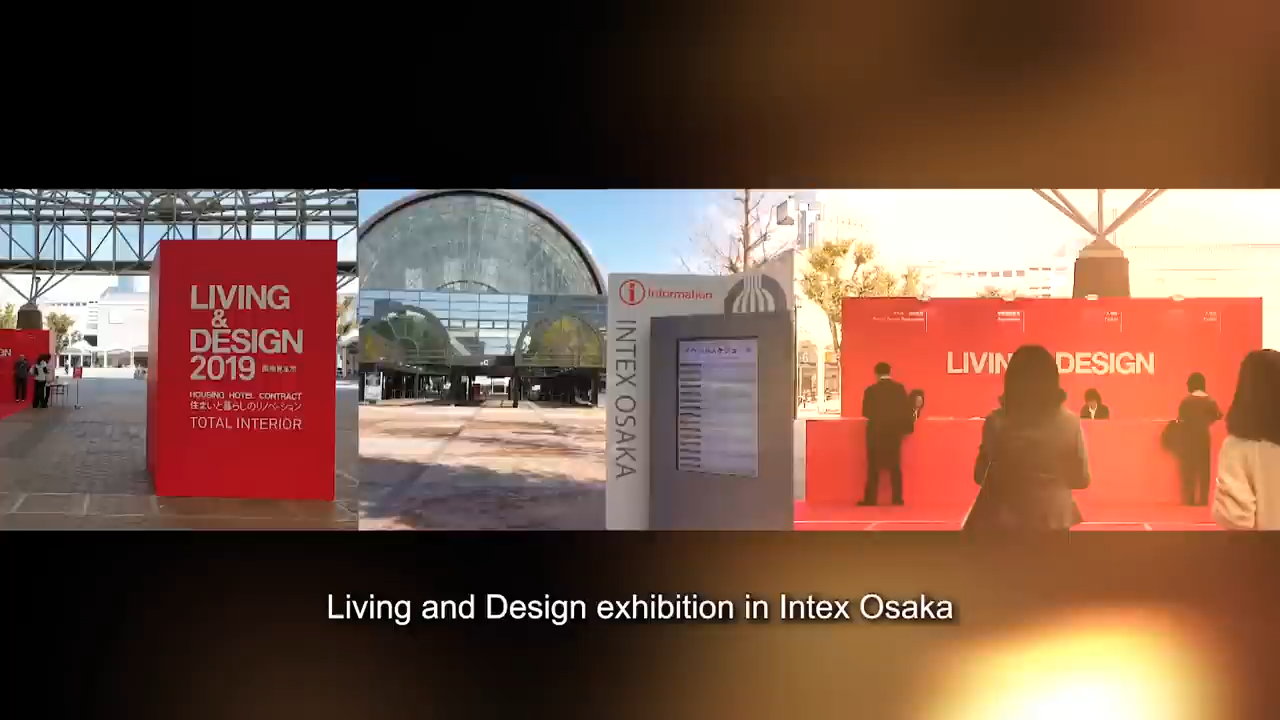 LIVING
&
DESIGN
2019
HOUSING HOTEL CONTRACT
住まいと暮らしのリノベーション
TOTAL INTERIOR
i Information
INTEX OSAKA
LIVIN DESIGN
Living and Design exhibition in Intex Osaka